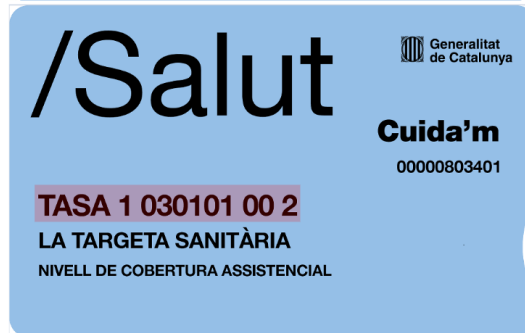 /Salut
Generalitat
de Catalunya
Cuida'm
00000803401
TASA 1 030101 00 2
LA TARGETA SANITÀRIA
NIVELL DE COBERTURA ASSISTENCIAL